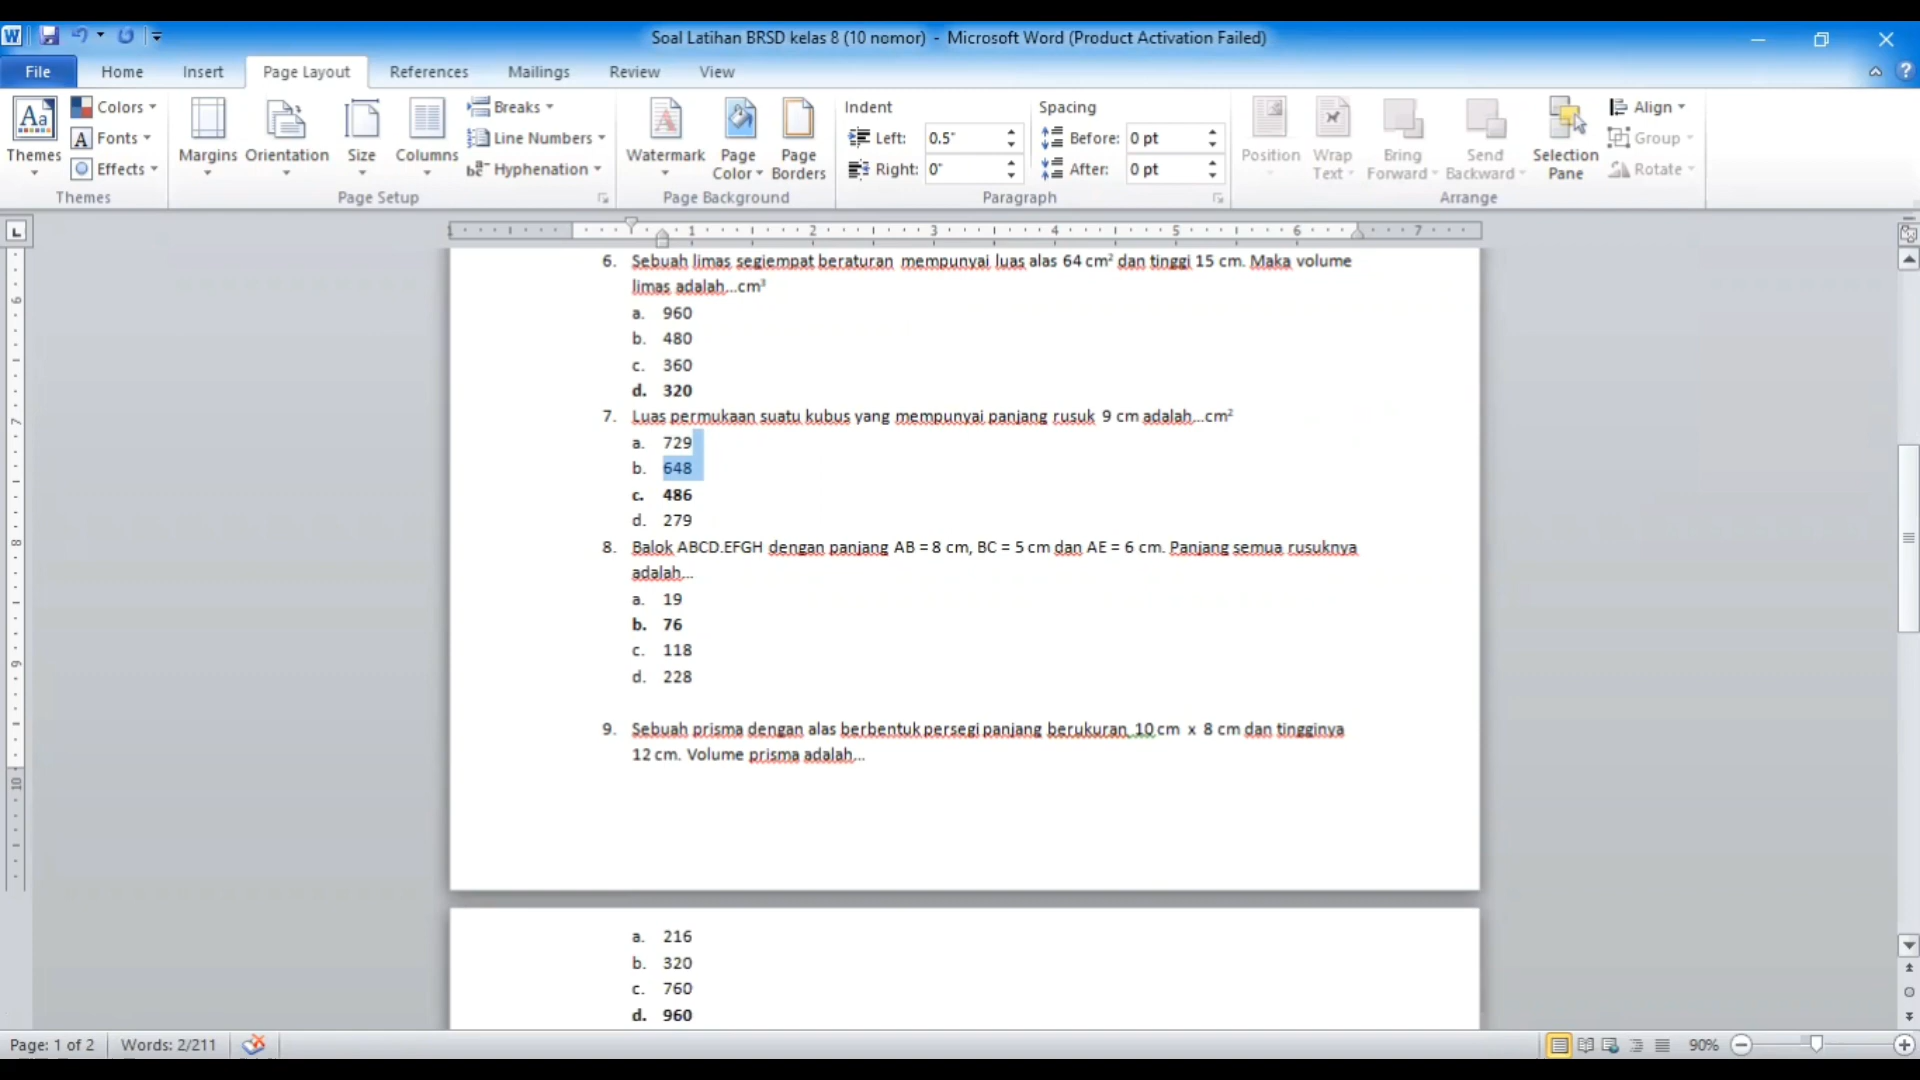 Soal Latihan BRSD kelas 8 (10 nomor) - Microsoft Word (Product Activation Failed)
File Home Insert Page Layout References Mailings Review View
Colors Breaks Indent Spacing Align
Fonts Line Numbers Left: 0.5" Before: 0 pt Group
Themes Effects Margins Orientation Size Columns Hyphenation Watermark Page Color Page Borders Right: 0" After: 0 pt Position Wrap Text Bring Forward Send Backward Selection Pane Rotate
Themes Page Setup Page Background Paragraph Arrange
1 2 3 4 5 6 7
6. Sebuah limas segiempat beraturan mempunyai luas alas 64 cm² dan tinggi 15 cm. Maka volume
limas adalah...cm³
a. 960
b. 480
c. 360
d. 320
7. Luas permukaan suatu kubus yang mempunyai panjang rusuk 9 cm adalah...cm²
a. 729
b. 648
c. 486
d. 279
8. Balok ABCD.EFGH dengan panjang AB = 8 cm, BC = 5 cm dan AE = 6 cm. Panjang semua rusuknya
adalah...
a. 19
b. 76
c. 118
d. 228
9. Sebuah prisma dengan alas berbentuk persegi panjang berukuran 10 cm x 8 cm dan tingginya
12 cm. Volume prisma adalah...
a. 216
b. 320
c. 760
d. 960
Page: 1 of 2 Words: 2/211 90%